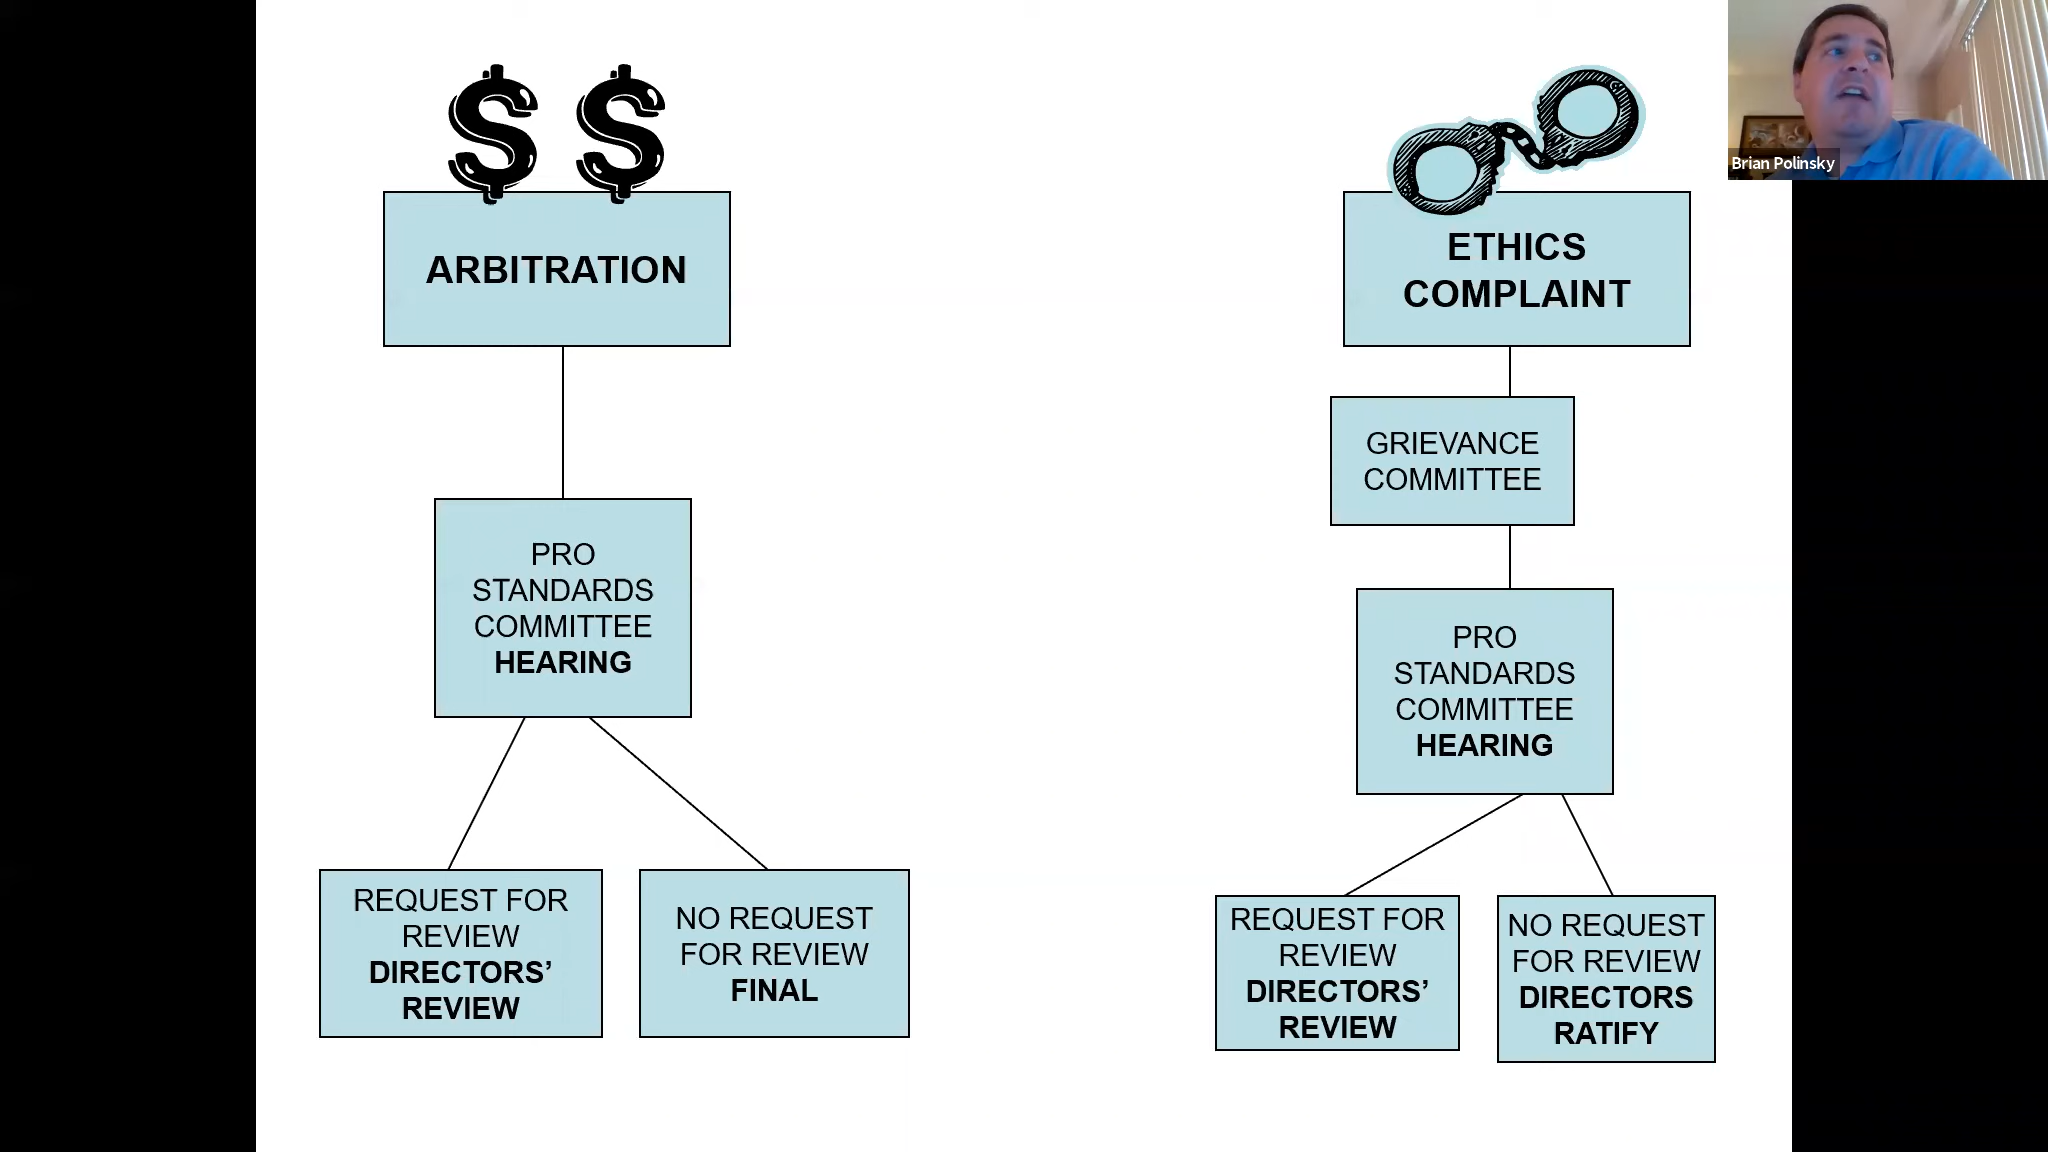 $ $
ARBITRATION
PRO
STANDARDS
COMMITTEE
HEARING
REQUEST FOR
REVIEW
DIRECTORS’
REVIEW
NO REQUEST
FOR REVIEW
FINAL
ETHICS
COMPLAINT
GRIEVANCE
COMMITTEE
PRO
STANDARDS
COMMITTEE
HEARING
REQUEST FOR
REVIEW
DIRECTORS’
REVIEW
NO REQUEST
FOR REVIEW
DIRECTORS
RATIFY
Brian Polinsky